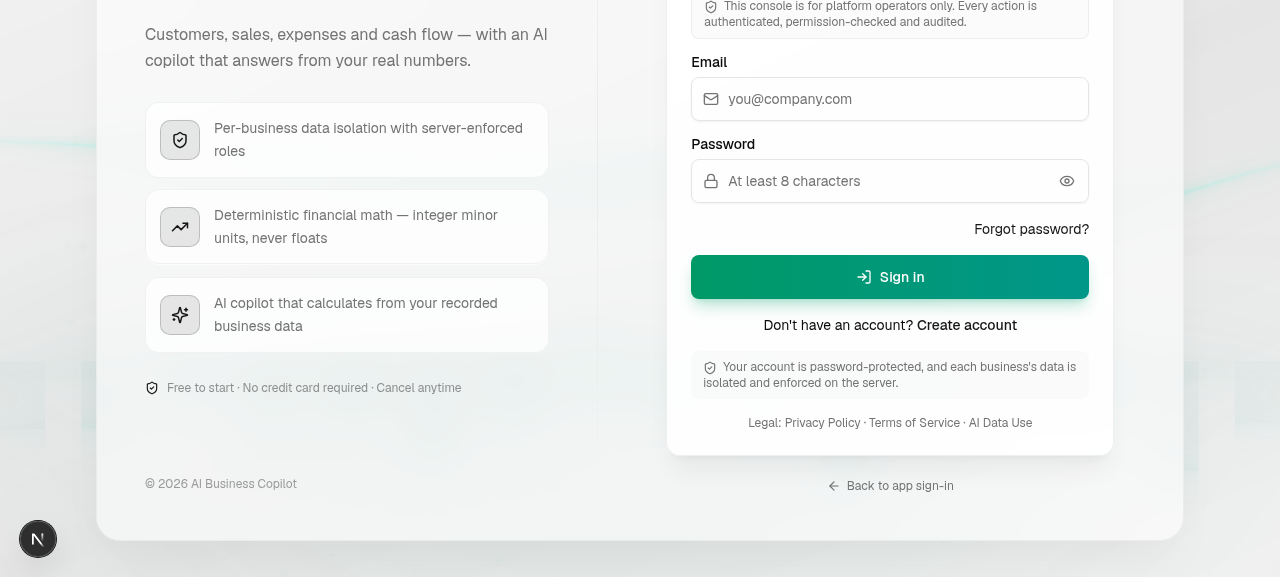 Customers, sales, expenses and cash flow — with an AI
copilot that answers from your real numbers.
Per-business data isolation with server-enforced
roles
Deterministic financial math — integer minor
units, never floats
AI copilot that calculates from your recorded
business data
Free to start · No credit card required · Cancel anytime
© 2026 AI Business Copilot
This console is for platform operators only. Every action is
authenticated, permission-checked and audited.
Email
you@company.com
Password
At least 8 characters
Forgot password?
Sign in
Don't have an account? Create account
Your account is password-protected, and each business's data is
isolated and enforced on the server.
Legal: Privacy Policy · Terms of Service · AI Data Use
Back to app sign-in
N